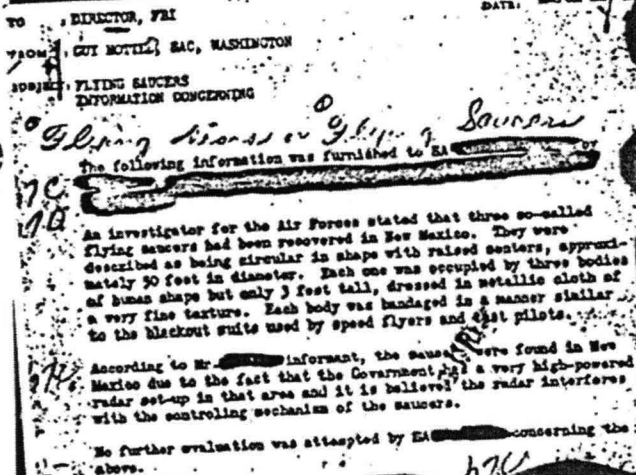 TO : DIRECTOR, FBI
DATE:
FROM : GUY HOTTEL, SAC, WASHINGTON
SUBJECT: FLYING SAUCERS
INFORMATION CONCERNING
Flying Discs or Flying Saucers
The following information was furnished to SA by
An investigator for the Air Forces stated that three so-called
flying saucers had been recovered in New Mexico. They were
described as being circular in shape with raised centers, approxi-
mately 50 feet in diameter. Each one was occupied by three bodies
of human shape but only 3 feet tall, dressed in metallic cloth of
a very fine texture. Each body was bandaged in a manner similar
to the blackout suits used by speed flyers and test pilots.
According to Mr. informant, the saucers were found in New
Mexico due to the fact that the Government has a very high-powered
radar set-up in that area and it is believed the radar interferes
with the controling mechanism of the saucers.
No further evaluation was attempted by SA concerning the
above.